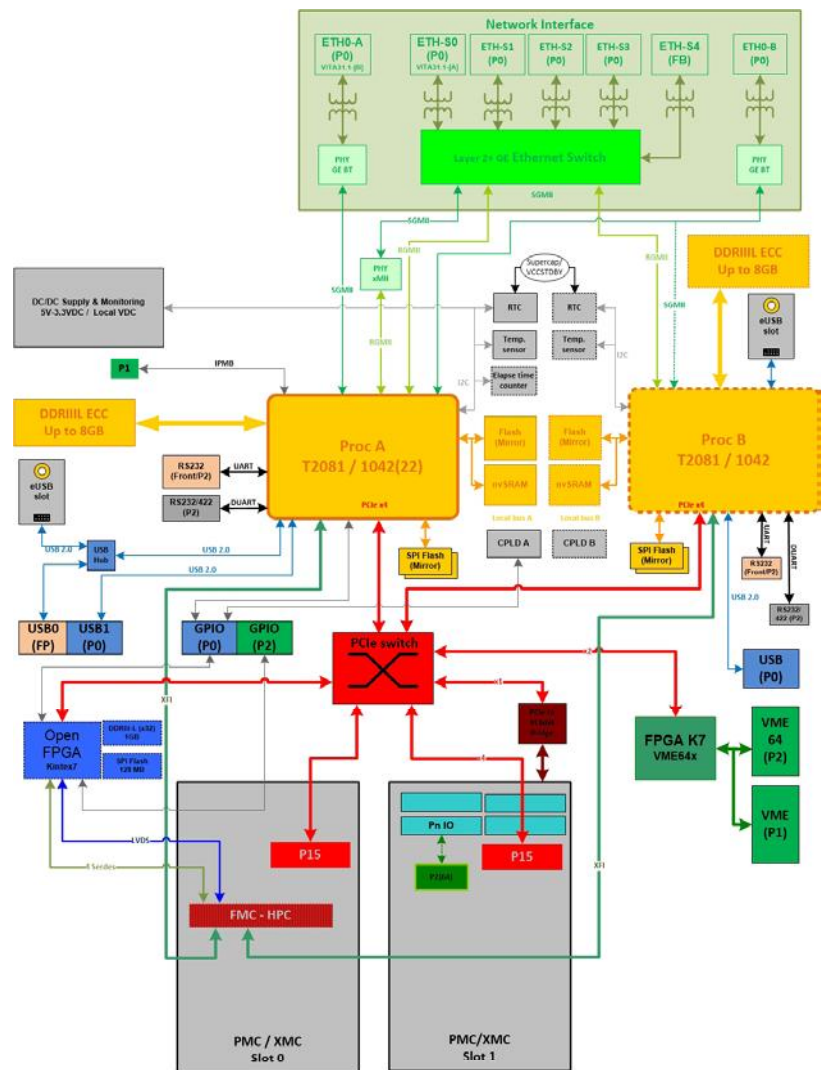 Network Interface
ETH0-A
(P0)
VITA31.1-(B)
ETH-S0
(P0)
VITA31.1-(A)
ETH-S1
(P0)
ETH-S2
(P0)
ETH-S3
(P0)
ETH-S4
(FB)
ETH0-B
(P0)
PHY
GE BT
Layer 2+ GE Ethernet Switch
PHY
GE BT
SGMII
SGMII
RGMII
RGMII
SGMII
SGMII
PHY
xMII
RGMII
Supercap/
VCCSTDBY
DDRIIIL ECC
Up to 8GB
DC/DC Supply & Monitoring
5V-3.3VDC / Local VDC
RTC
RTC
eUSB
slot
Temp.
sensor
Temp.
sensor
I2C
I2C
Elapse time
counter
P1
IPMB
DDRIIIL ECC
Up to 8GB
Proc A
T2081 / 1042(22)
PCIe x4
Flash
(Mirror)
Flash
(Mirror)
nvSRAM
nvSRAM
Local bus A
Local bus B
Proc B
T2081 / 1042
PCIe x4
eUSB
slot
RS232
(Front/P2)
UART
RS232/422
(P2)
DUART
USB 2.0
USB
Hub
USB 2.0
USB 2.0
SPI Flash
(Mirror)
CPLD A
CPLD B
SPI Flash
(Mirror)
UART
DUART
RS232
(Front/P2)
RS232/
422 (P2)
USB 2.0
USB0
(FP)
USB1
(P0)
GPIO
(P0)
GPIO
(P2)
PCIe switch
x2
x1
USB
(P0)
XFI
Open
FPGA
Kintex7
DDRIII-L (x32)
1GB
SPI Flash
128 MB
FPGA K7
VME64x
VME
64
(P2)
VME
(P1)
LVDS
P15
Pn IO
P15
XFI
FMC - HPC
PMC / XMC
Slot 0
PMC/XMC
Slot 1